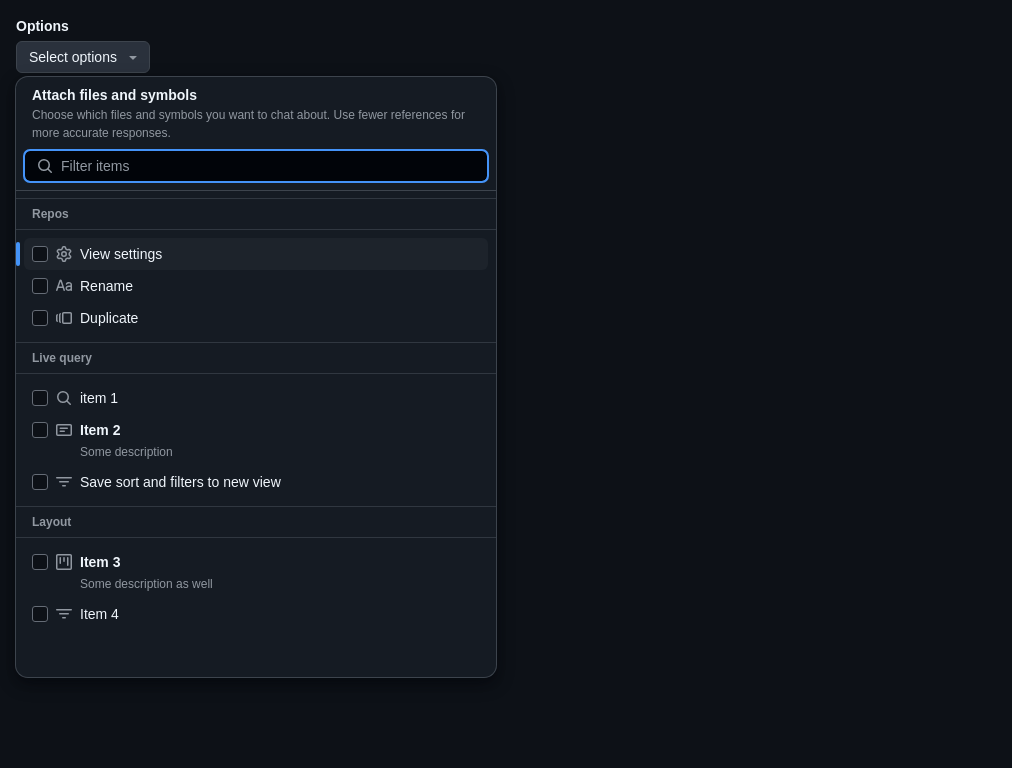 Options
Select options
Attach files and symbols
Choose which files and symbols you want to chat about. Use fewer references for
more accurate responses.
Filter items
Repos
View settings
Rename
Duplicate
Live query
item 1
Item 2
Some description
Save sort and filters to new view
Layout
Item 3
Some description as well
Item 4